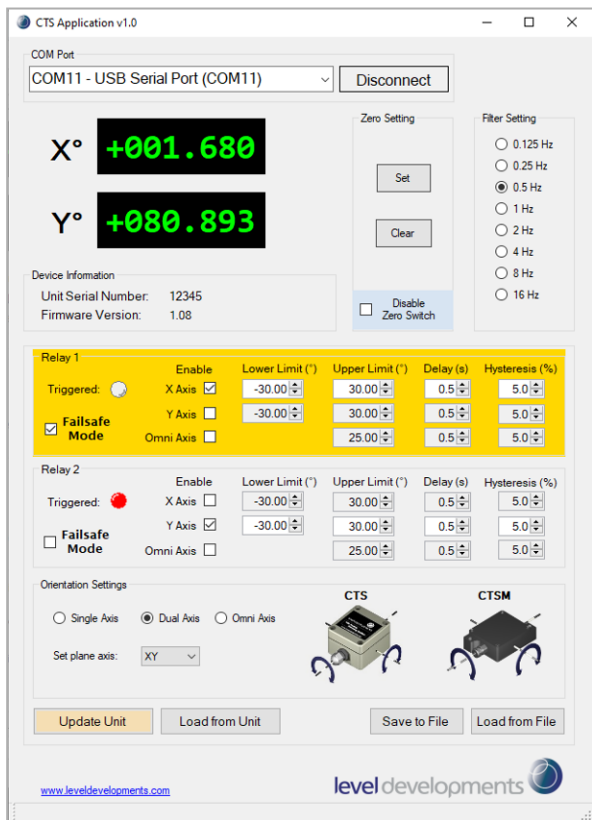 CTS Application v1.0
COM Port
COM11 - USB Serial Port (COM11) Disconnect
X° +001.680
Y° +080.893
Zero Setting
Set
Clear
Disable
Zero Switch
Filter Setting
0.125 Hz
0.25 Hz
0.5 Hz
1 Hz
2 Hz
4 Hz
8 Hz
16 Hz
Device Information
Unit Serial Number: 12345
Firmware Version: 1.08
Relay 1
Enable Lower Limit (°) Upper Limit (°) Delay (s) Hysteresis (%)
Triggered: X Axis -30.00 30.00 0.5 5.0
Y Axis -30.00 30.00 0.5 5.0
Failsafe
Mode
Omni Axis 25.00 0.5 5.0
Relay 2
Enable Lower Limit (°) Upper Limit (°) Delay (s) Hysteresis (%)
Triggered: X Axis -30.00 30.00 0.5 5.0
Y Axis -30.00 30.00 0.5 5.0
Failsafe
Mode
Omni Axis 25.00 0.5 5.0
Orientation Settings
Single Axis Dual Axis Omni Axis
Set plane axis: XY
CTS CTSM
Update Unit Load from Unit Save to File Load from File
www.leveldevelopments.com
leveldevelopments